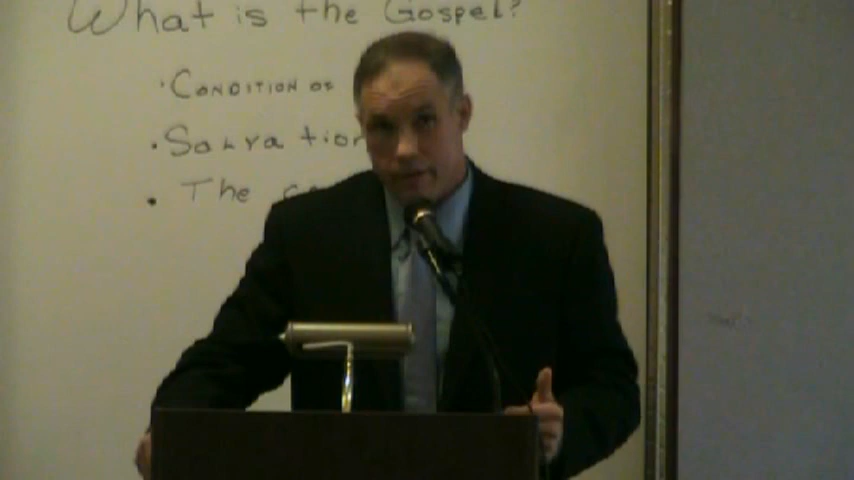 What is the Gospel?
• Condition of
• Salvation
• The